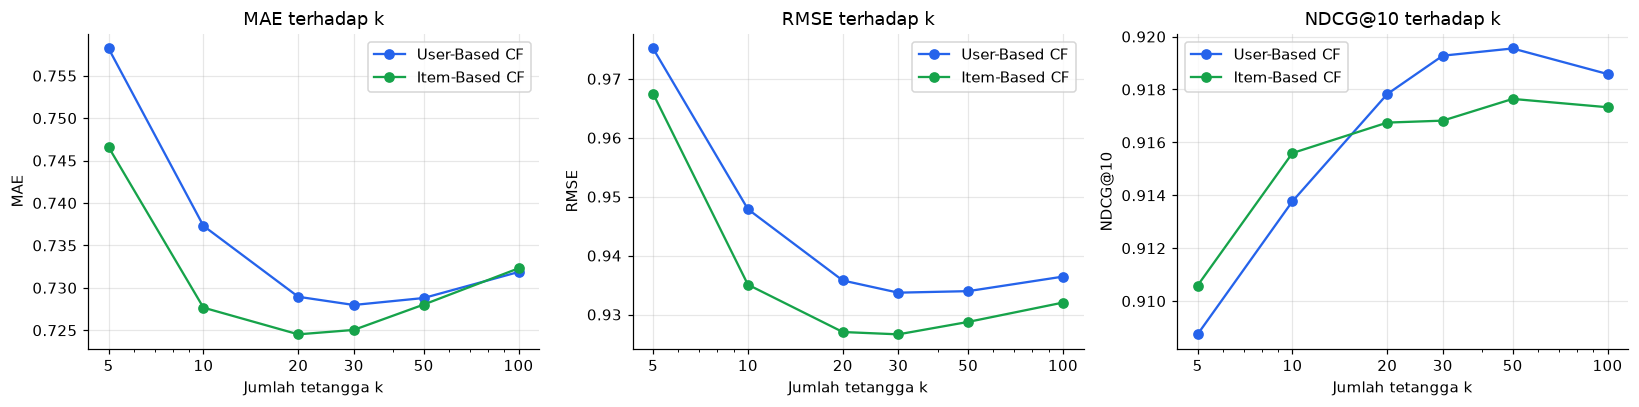 MAE terhadap k
User-Based CF
Item-Based CF
0.755
0.750
0.745
0.740
0.735
0.730
0.725
MAE
5 10 20 30 50 100
Jumlah tetangga k
RMSE terhadap k
User-Based CF
Item-Based CF
0.97
0.96
0.95
0.94
0.93
RMSE
5 10 20 30 50 100
Jumlah tetangga k
NDCG@10 terhadap k
User-Based CF
Item-Based CF
0.920
0.918
0.916
0.914
0.912
0.910
NDCG@10
5 10 20 30 50 100
Jumlah tetangga k